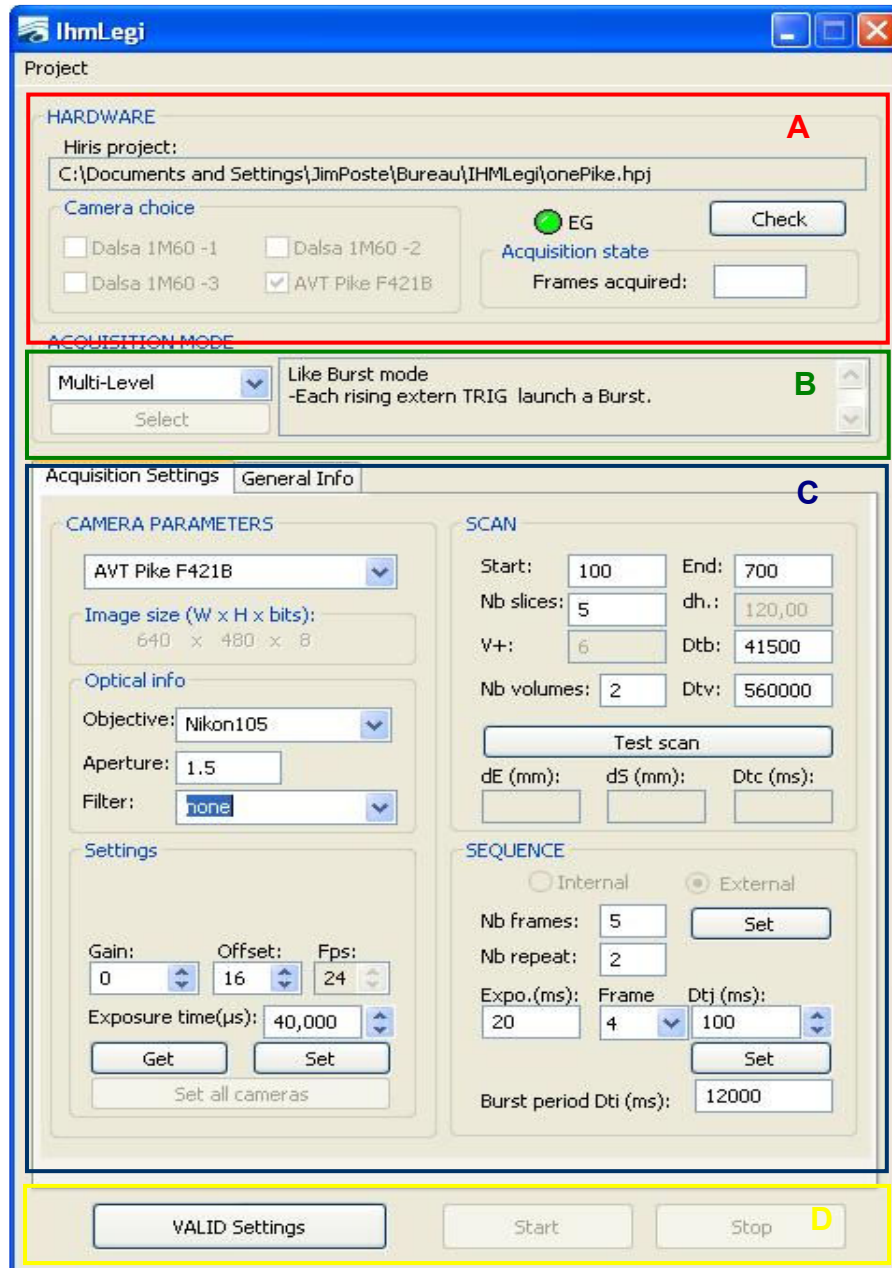 IhmLegi
Project
HARDWARE
A
Hiris project:
C:\Documents and Settings\JimPoste\Bureau\IHMLegi\onePike.hpj
Camera choice
Dalsa 1M60 -1
Dalsa 1M60 -2
Dalsa 1M60 -3
AVT Pike F421B
EG
Check
Acquisition state
Frames acquired:
ACQUISITION MODE
B
Multi-Level
Select
Like Burst mode
-Each rising extern TRIG launch a Burst.
Acquisition Settings
General Info
C
CAMERA PARAMETERS
AVT Pike F421B
Image size (W x H x bits):
640 x 480 x 8
Optical info
Objective: Nikon105
Aperture: 1.5
Filter: none
Settings
Gain: Offset: Fps:
0 16 24
Exposure time(µs): 40,000
Get Set
Set all cameras
SCAN
Start: 100 End: 700
Nb slices: 5 dh.: 120,00
V+: 6 Dtb: 41500
Nb volumes: 2 Dtv: 560000
Test scan
dE (mm): dS (mm): Dtc (ms):
SEQUENCE
Internal External
Nb frames: 5 Set
Nb repeat: 2
Expo.(ms): Frame Dtj (ms):
20 4 100
Set
Burst period Dti (ms): 12000
VALID Settings Start Stop
D